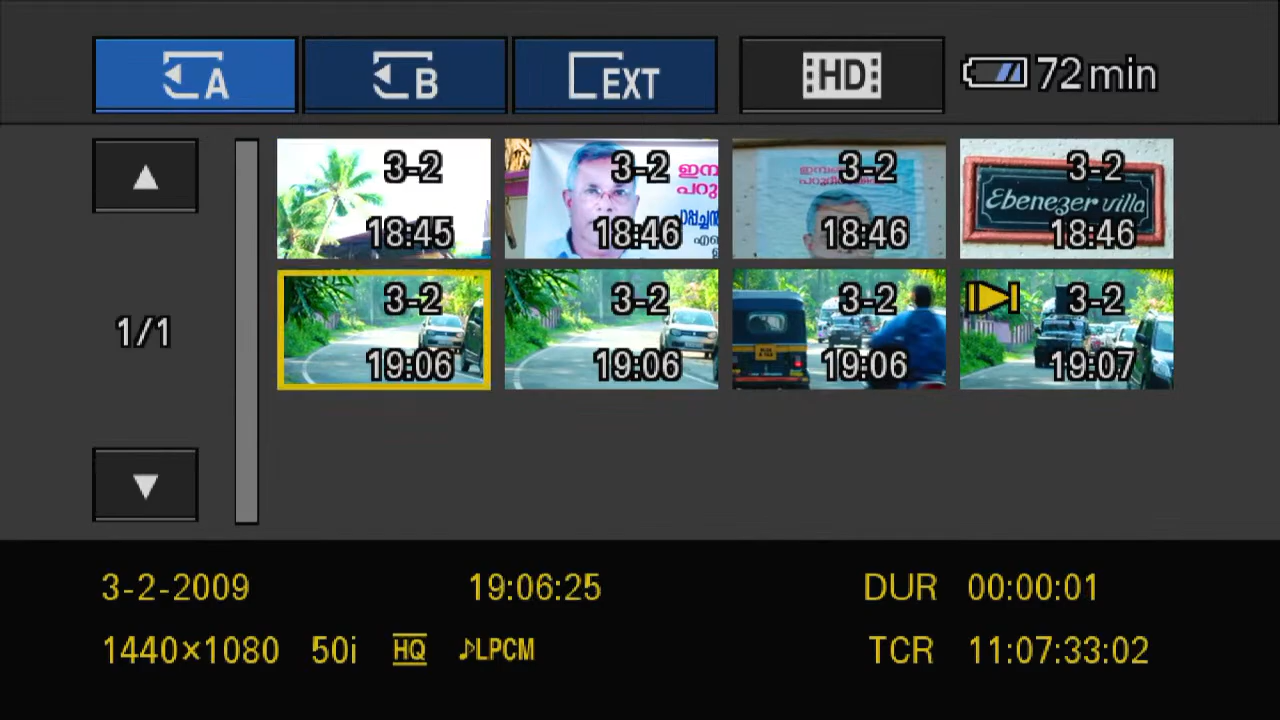 A B EXT HD 72 min
3-2 3-2 3-2 3-2
ഇമ്പ
പറുദീ
Ebenezer villa
18:45 18:46 18:46 18:46
1/1
3-2 3-2 3-2 3-2
19:06 19:06 19:06 19:07
3-2-2009 19:06:25 DUR 00:00:01
1440×1080 50i HQ ♪LPCM TCR 11:07:33:02